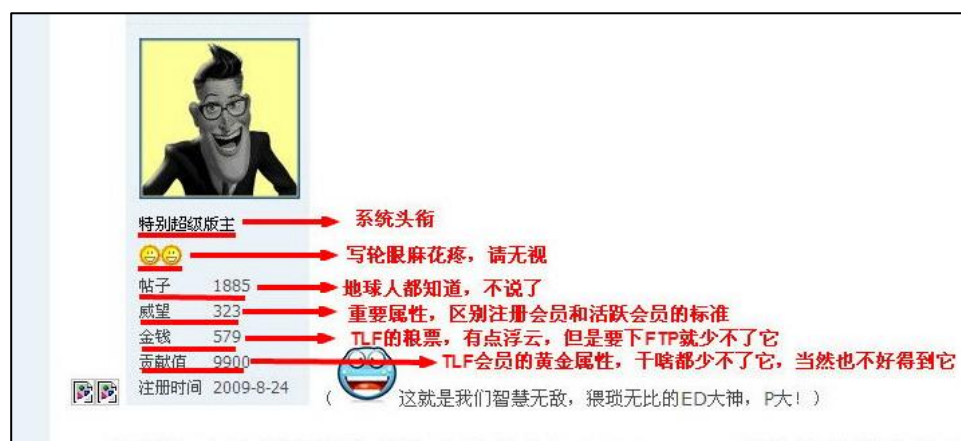 特别超级版主 系统头衔
写轮眼麻花疼，请无视
帖子 1885 地球人都知道，不说了
威望 323 重要属性，区别注册会员和活跃会员的标准
金钱 579 TLF的粮票，有点浮云，但是要下FTP就少不了它
贡献值 9900 TLF会员的黄金属性，干啥都少不了它，当然也不好得到它
注册时间 2009-8-24 （ 这就是我们智慧无敌，猥琐无比的ED大神，P大！）